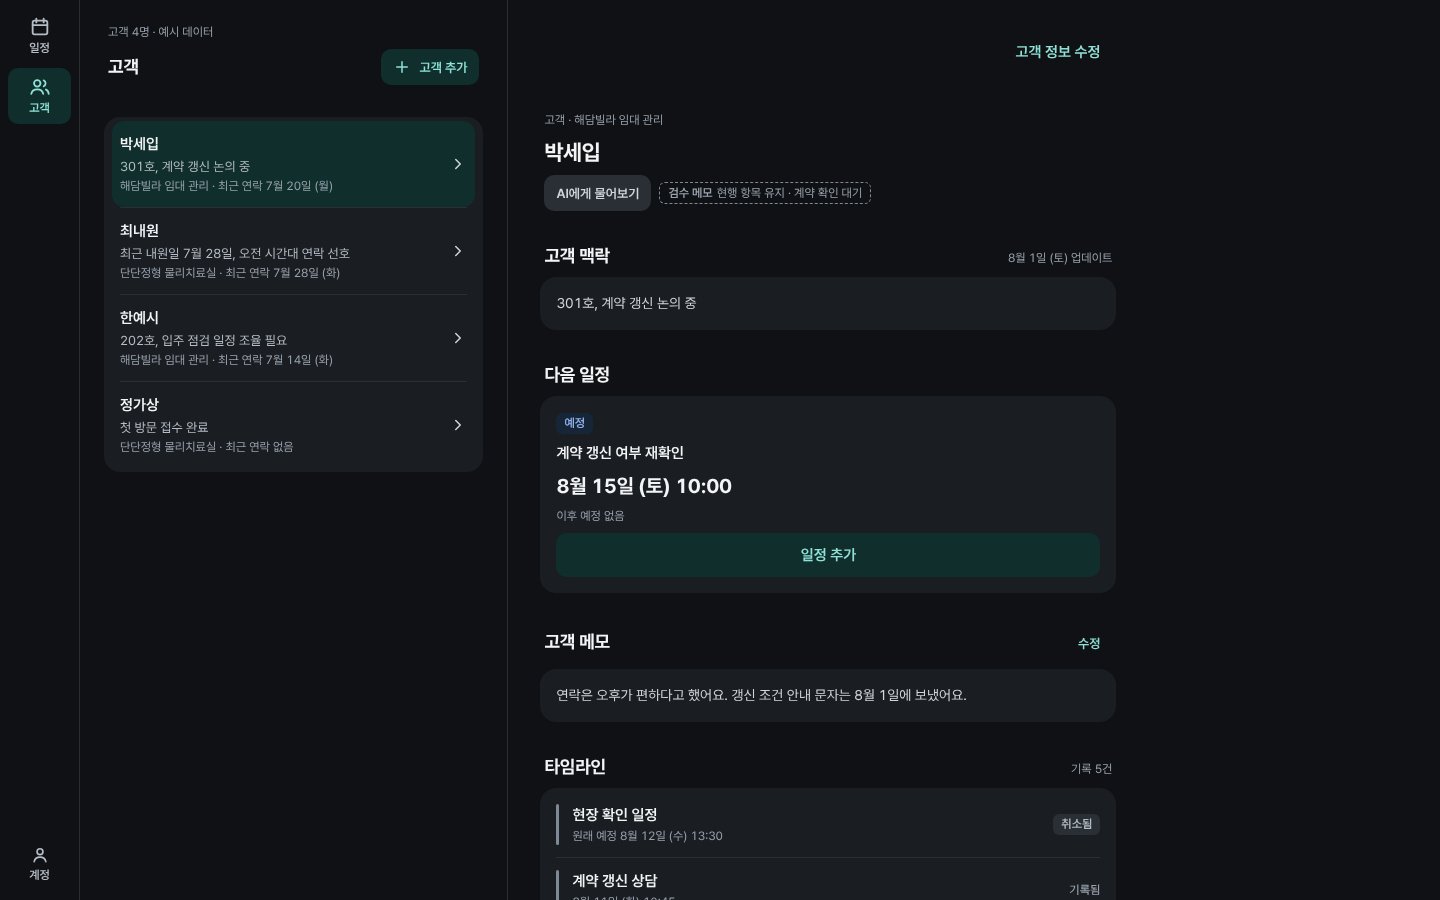 일정
고객
계정
고객 4명 · 예시 데이터
고객
고객 추가
박세입
301호, 계약 갱신 논의 중
해담빌라 임대 관리 · 최근 연락 7월 20일 (월)
최내원
최근 내원일 7월 28일, 오전 시간대 연락 선호
단단정형 물리치료실 · 최근 연락 7월 28일 (화)
한예시
202호, 입주 점검 일정 조율 필요
해담빌라 임대 관리 · 최근 연락 7월 14일 (화)
정가상
첫 방문 접수 완료
단단정형 물리치료실 · 최근 연락 없음
고객 정보 수정
고객 · 해담빌라 임대 관리
박세입
AI에게 물어보기
검수 메모 현행 항목 유지 · 계약 확인 대기
고객 맥락
8월 1일 (토) 업데이트
301호, 계약 갱신 논의 중
다음 일정
예정
계약 갱신 여부 재확인
8월 15일 (토) 10:00
이후 예정 없음
일정 추가
고객 메모
수정
연락은 오후가 편하다고 했어요. 갱신 조건 안내 문자는 8월 1일에 보냈어요.
타임라인
기록 5건
현장 확인 일정
원래 예정 8월 12일 (수) 13:30
취소됨
계약 갱신 상담
기록됨